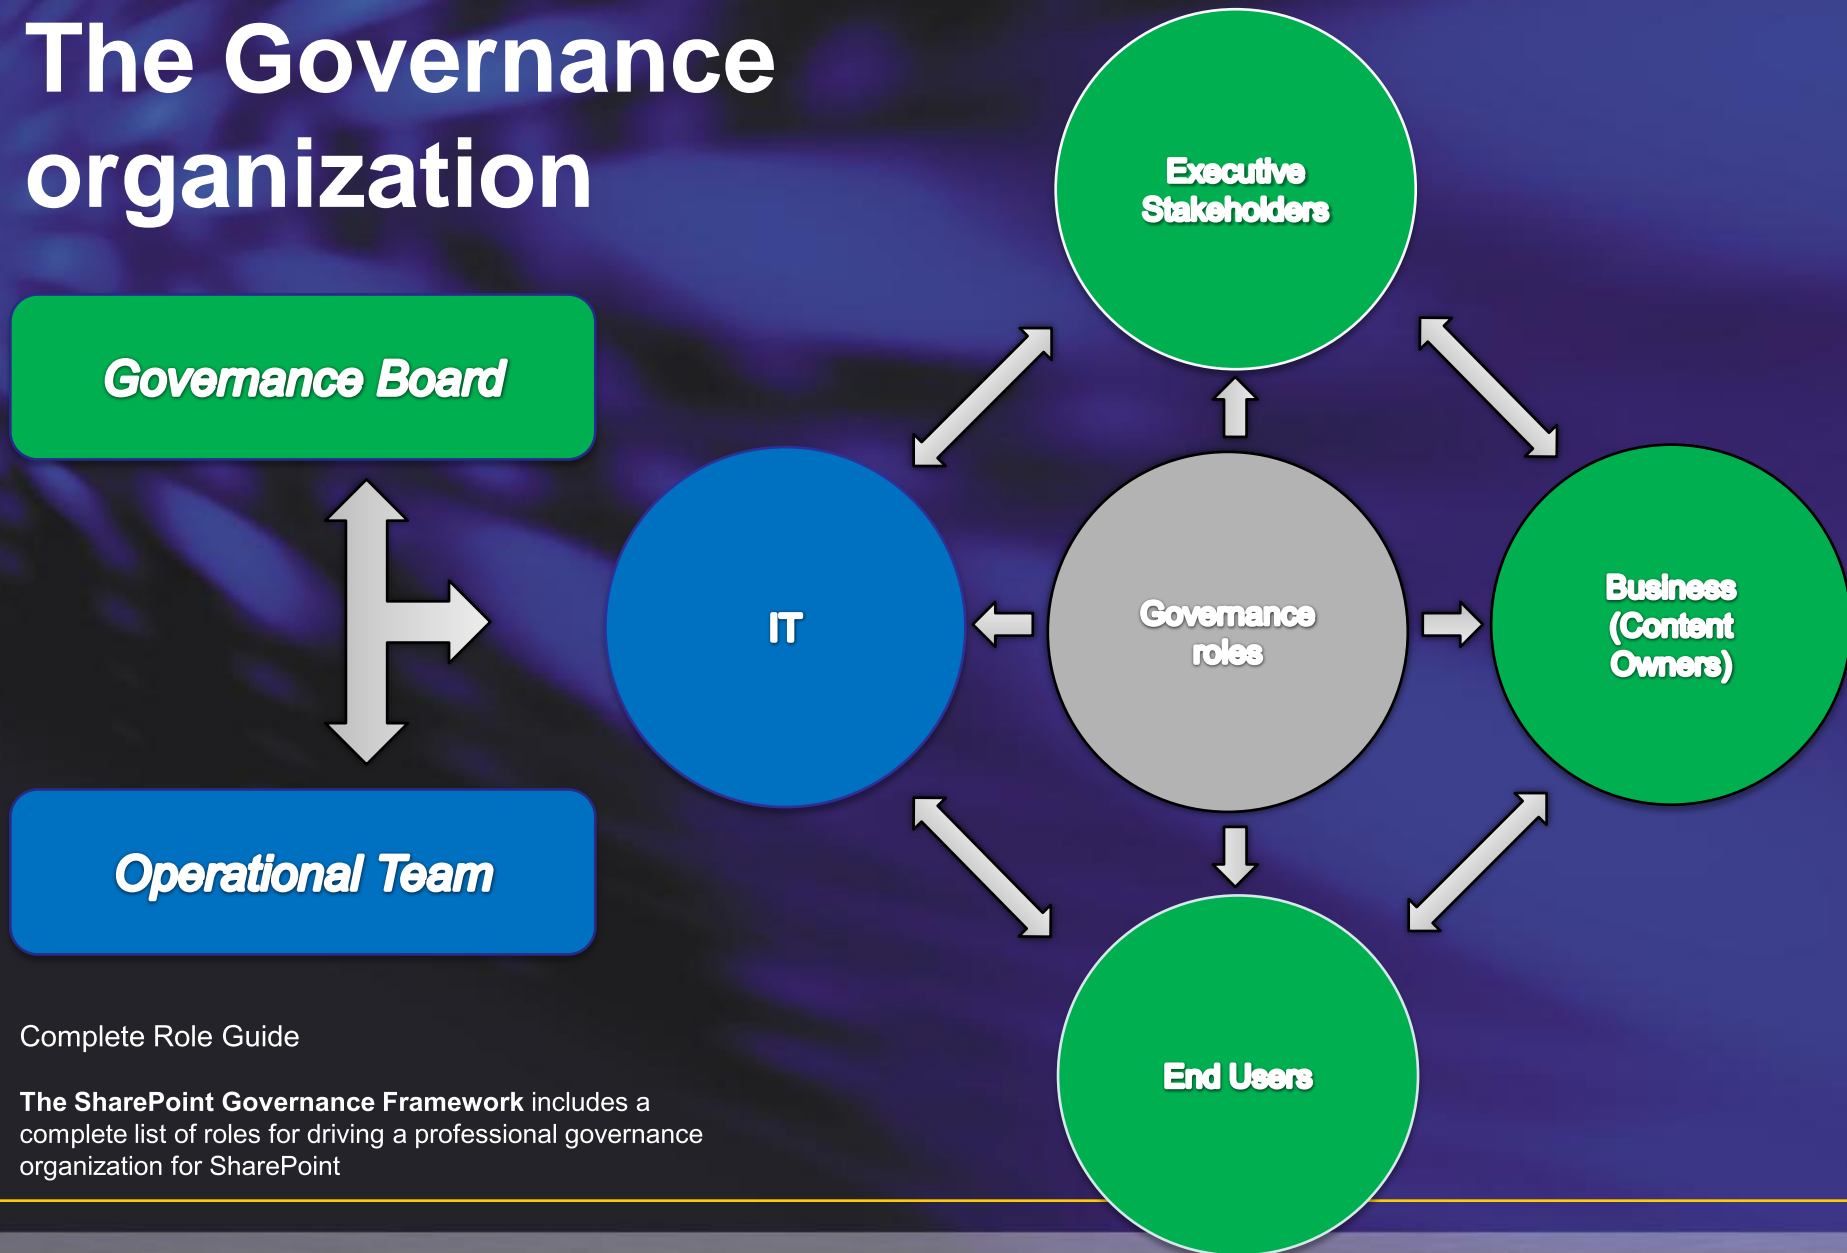 The Governance
organization
Governance Board
Operational Team
Complete Role Guide
The SharePoint Governance Framework includes a
complete list of roles for driving a professional governance
organization for SharePoint
Executive
Stakeholders
IT
Governance
roles
Business
(Content
Owners)
End Users